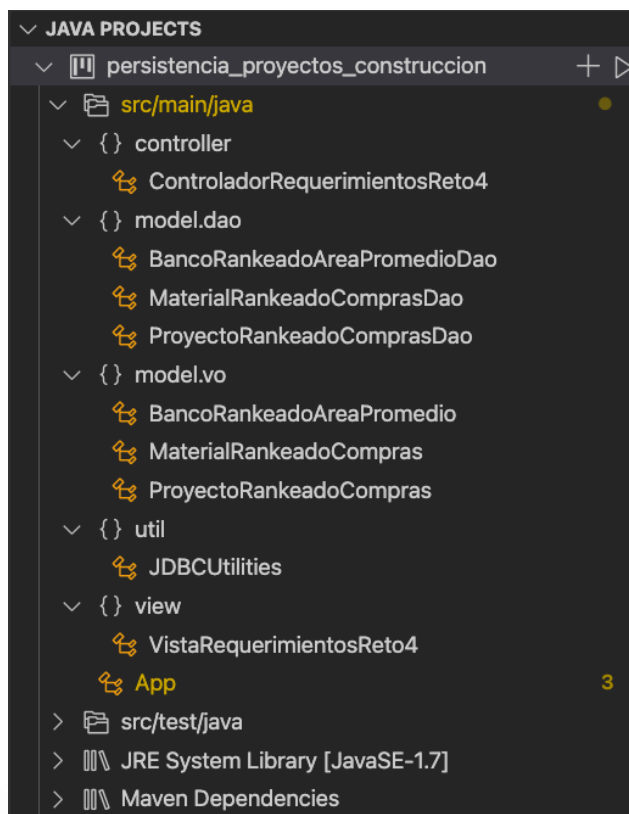 JAVA PROJECTS
persistencia_proyectos_construccion
src/main/java
{} controller
ControladorRequerimientosReto4
{} model.dao
BancoRankeadoAreaPromedioDao
MaterialRankeadoComprasDao
ProyectoRankeadoComprasDao
{} model.vo
BancoRankeadoAreaPromedio
MaterialRankeadoCompras
ProyectoRankeadoCompras
{} util
JDBCUtilities
{} view
VistaRequerimientosReto4
App 3
src/test/java
JRE System Library [JavaSE-1.7]
Maven Dependencies